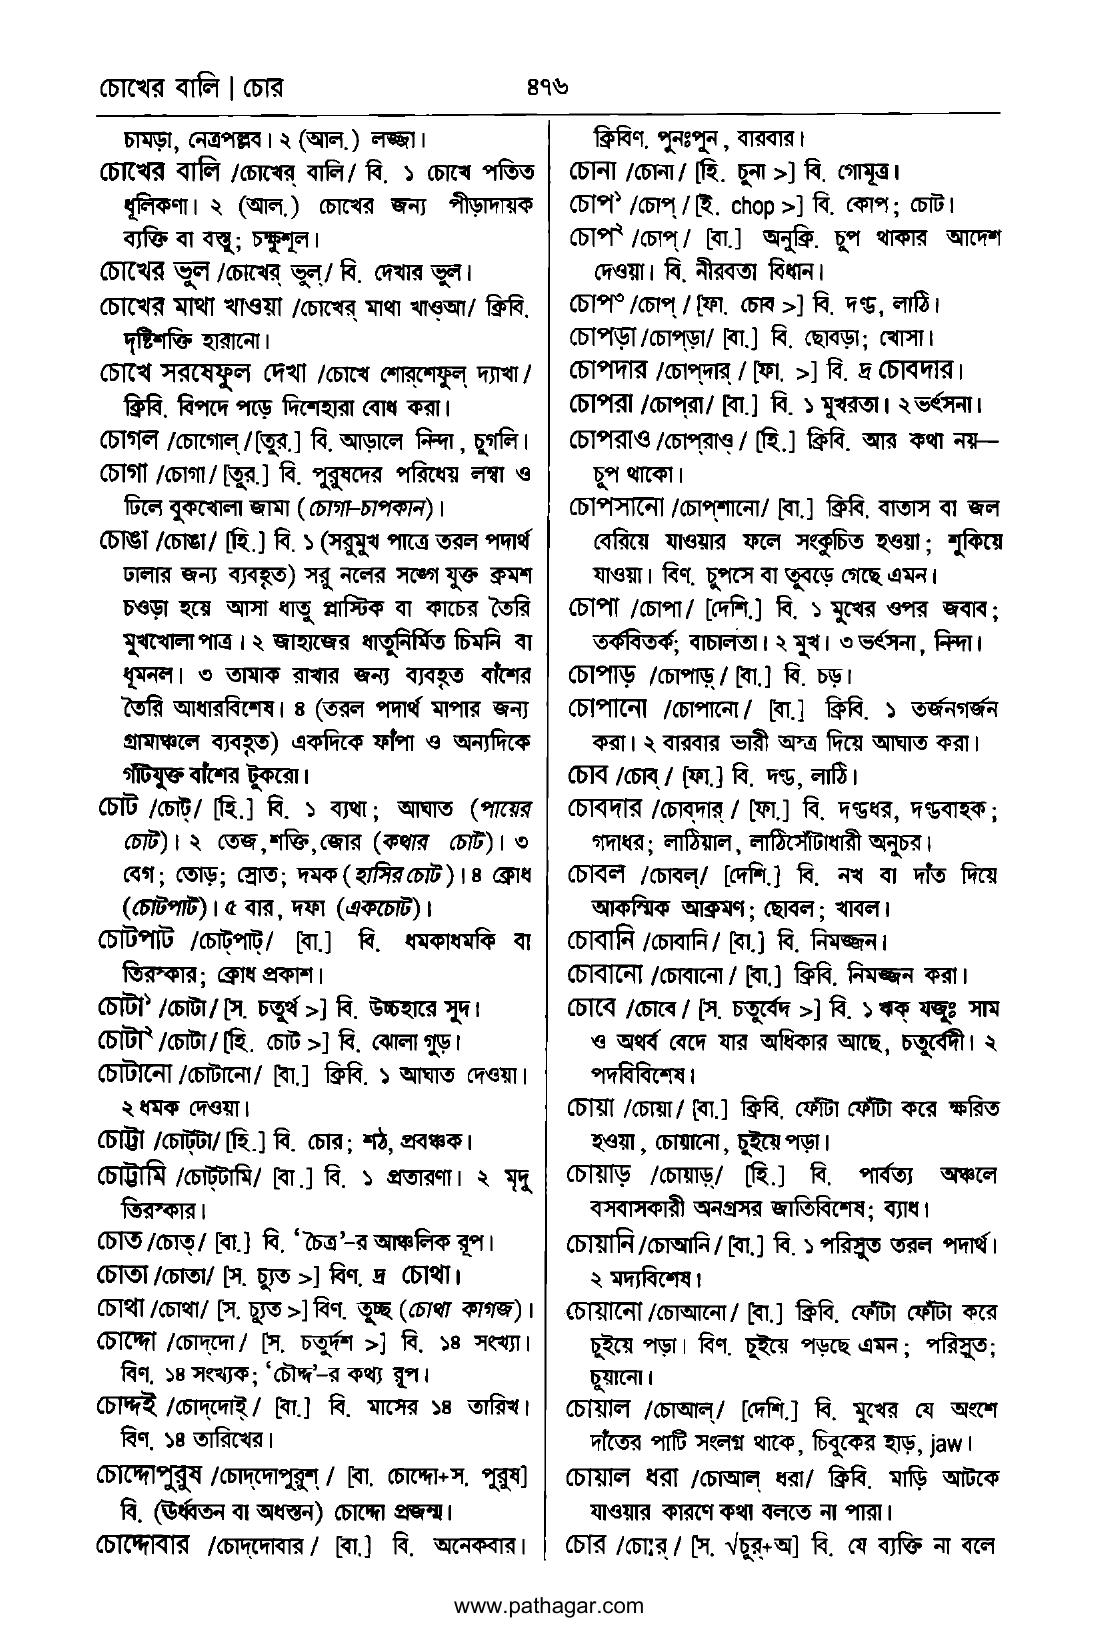 চোখের বালি | চোর
৪৭৬
চামড়া, নেত্রপল্লব। ২ (আল.) লজ্জা।
চোখের বালি /চোখের্ বালি/ বি. ১ চোখে পতিত
ধূলিকণা। ২ (আল.) চোখের জন্য পীড়াদায়ক
ব্যক্তি বা বস্তু; চক্ষুশূল।
চোখের ভুল /চোখের্ ভুল্/ বি. দেখার ভুল।
চোখের মাথা খাওয়া /চোখের্ মাথা খাওআ/ ক্রিবি.
দৃষ্টিশক্তি হারানো।
চোখে সরষেফুল দেখা /চোখে শোর্‌শেফুল্ দ্যাখা/
ক্রিবি. বিপদে পড়ে দিশেহারা বোধ করা।
চোগল /চোগোল্/ [তুর.] বি. আড়ালে নিন্দা, চুগলি।
চোগা /চোগা/ [তুর.] বি. পুরুষদের পরিধেয় লম্বা ও
ঢিলে বুকখোলা জামা (চোগা-চাপকান)।
চোঙা /চোঙা/ [হি.] বি. ১ (সরুমুখ পাত্রে তরল পদার্থ
ঢালার জন্য ব্যবহৃত) সরু নলের সঙ্গে যুক্ত ক্রমশ
চওড়া হয়ে আসা ধাতু প্লাস্টিক বা কাচের তৈরি
মুখখোলা পাত্র। ২ জাহাজের ধাতুনির্মিত চিমনি বা
ধূমনল। ৩ তামাক রাখার জন্য ব্যবহৃত বাঁশের
তৈরি আধারবিশেষ। ৪ (তরল পদার্থ মাপার জন্য
গ্রামাঞ্চলে ব্যবহৃত) একদিকে ফাঁপা ও অন্যদিকে
গাঁটযুক্ত বাঁশের টুকরো।
চোট /চোট্/ [হি.] বি. ১ ব্যথা; আঘাত (পায়ের
চোট)। ২ তেজ, শক্তি, জোর (কথার চোট)। ৩
বেগ; তোড়; স্রোত; দমক (হাসির চোট)। ৪ ক্রোধ
(চোটপাট)। ৫ বার, দফা (একচোট)।
চোটপাট /চোট্‌পাট্/ [বা.] বি. ধমকাধমকি বা
তিরস্কার; ক্রোধ প্রকাশ।
চোটা১ /চোটা/ [স. চতুর্থ >] বি. উচ্চহারে সুদ।
চোটা২ /চোটা/ [হি. চোট >] বি. ঝোলা গুড়।
চোটানো /চোটানো/ [বা.] ক্রিবি. ১ আঘাত দেওয়া।
২ ধমক দেওয়া।
চোট্টা /চোট্‌টা/ [হি.] বি. চোর; শঠ, প্রবঞ্চক।
চোট্টামি /চোট্‌টামি/ [বা.] বি. ১ প্রতারণা। ২ মৃদু
তিরস্কার।
চোত /চোত্/ [বা.] বি. ‘চৈত্র’-র আঞ্চলিক রূপ।
চোতা /চোতা/ [স. চ্যুত >] বিণ. দ্র চোথা।
চোথা /চোথা/ [স. চ্যুত >] বিণ. তুচ্ছ (চোথা কাগজ)।
চোদ্দো /চোদ্‌দো/ [স. চতুর্দশ >] বি. ১৪ সংখ্যা।
বিণ. ১৪ সংখ্যক; ‘চৌদ্দ’-র কথ্য রূপ।
চোদ্দই /চোদ্‌দোই্/ [বা.] বি. মাসের ১৪ তারিখ।
বিণ. ১৪ তারিখের।
চোদ্দোপুরুষ /চোদ্‌দোপুরুশ্/ [বা. চোদ্দো+স. পুরুষ]
বি. (ঊর্ধ্বতন বা অধস্তন) চোদ্দো প্রজন্ম।
চোদ্দোবার /চোদ্‌দোবার/ [বা.] বি. অনেকবার।
ক্রিবিণ. পুনঃপুন, বারবার।
চোনা /চোনা/ [হি. চুনা >] বি. গোমূত্র।
চোপ১ /চোপ্/ [ই. chop >] বি. কোপ; চোট।
চোপ২ /চোপ্/ [বা.] অনুক্রি. চুপ থাকার আদেশ
দেওয়া। বি. নীরবতা বিধান।
চোপ৩ /চোপ্/ [ফা. চোব >] বি. দণ্ড, লাঠি।
চোপড়া /চোপ্‌ড়া/ [বা.] বি. ছোবড়া; খোসা।
চোপদার /চোপ্‌দার্/ [ফা. >] বি. দ্র চোবদার।
চোপরা /চোপ্‌রা/ [বা.] বি. ১ মুখরতা। ২ ভর্ৎসনা।
চোপরাও /চোপ্‌রাও্/ [হি.] ক্রিবি. আর কথা নয়—
চুপ থাকো।
চোপসানো /চোপ্‌শানো/ [বা.] ক্রিবি. বাতাস বা জল
বেরিয়ে যাওয়ার ফলে সংকুচিত হওয়া; শুকিয়ে
যাওয়া। বিণ. চুপসে বা তুবড়ে গেছে এমন।
চোপা /চোপা/ [দেশি.] বি. ১ মুখের ওপর জবাব;
তর্কবিতর্ক; বাচালতা। ২ মুখ। ৩ ভর্ৎসনা, নিন্দা।
চোপাড় /চোপাড়্/ [বা.] বি. চড়।
চোপানো /চোপানো/ [বা.] ক্রিবি. ১ তর্জনগর্জন
করা। ২ বারবার ভারী অস্ত্র দিয়ে আঘাত করা।
চোব /চোব্/ [ফা.] বি. দণ্ড, লাঠি।
চোবদার /চোব্‌দার্/ [ফা.] বি. দণ্ডধর, দণ্ডবাহক;
গদাধর; লাঠিয়াল, লাঠিসোঁটাধারী অনুচর।
চোবল /চোবল্/ [দেশি.] বি. নখ বা দাঁত দিয়ে
আকস্মিক আক্রমণ; ছোবল; খাবল।
চোবানি /চোবানি/ [বা.] বি. নিমজ্জন।
চোবানো /চোবানো/ [বা.] ক্রিবি. নিমজ্জন করা।
চোবে /চোবে/ [স. চতুর্বেদ >] বি. ১ ঋক্ যজুঃ সাম
ও অথর্ব বেদে যার অধিকার আছে, চতুর্বেদী। ২
পদবিবিশেষ।
চোয়া /চোয়া/ [বা.] ক্রিবি. ফোঁটা ফোঁটা করে ক্ষরিত
হওয়া, চোয়ানো, চুইয়ে পড়া।
চোয়াড় /চোয়াড়্/ [হি.] বি. পার্বত্য অঞ্চলে
বসবাসকারী অনগ্রসর জাতিবিশেষ; ব্যাধ।
চোয়ানি /চোআনি/ [বা.] বি. ১ পরিস্রুত তরল পদার্থ।
২ মদ্যবিশেষ।
চোয়ানো /চোআনো/ [বা.] ক্রিবি. ফোঁটা ফোঁটা করে
চুইয়ে পড়া। বিণ. চুইয়ে পড়ছে এমন; পরিস্রুত;
চুয়ানো।
চোয়াল /চোআল্/ [দেশি.] বি. মুখের যে অংশে
দাঁতের পাটি সংলগ্ন থাকে, চিবুকের হাড়, jaw।
চোয়াল ধরা /চোআল্ ধরা/ ক্রিবি. মাড়ি আটকে
যাওয়ার কারণে কথা বলতে না পারা।
চোর /চোর্/ [স. √চুর্+অ] বি. যে ব্যক্তি না বলে
www.pathagar.com